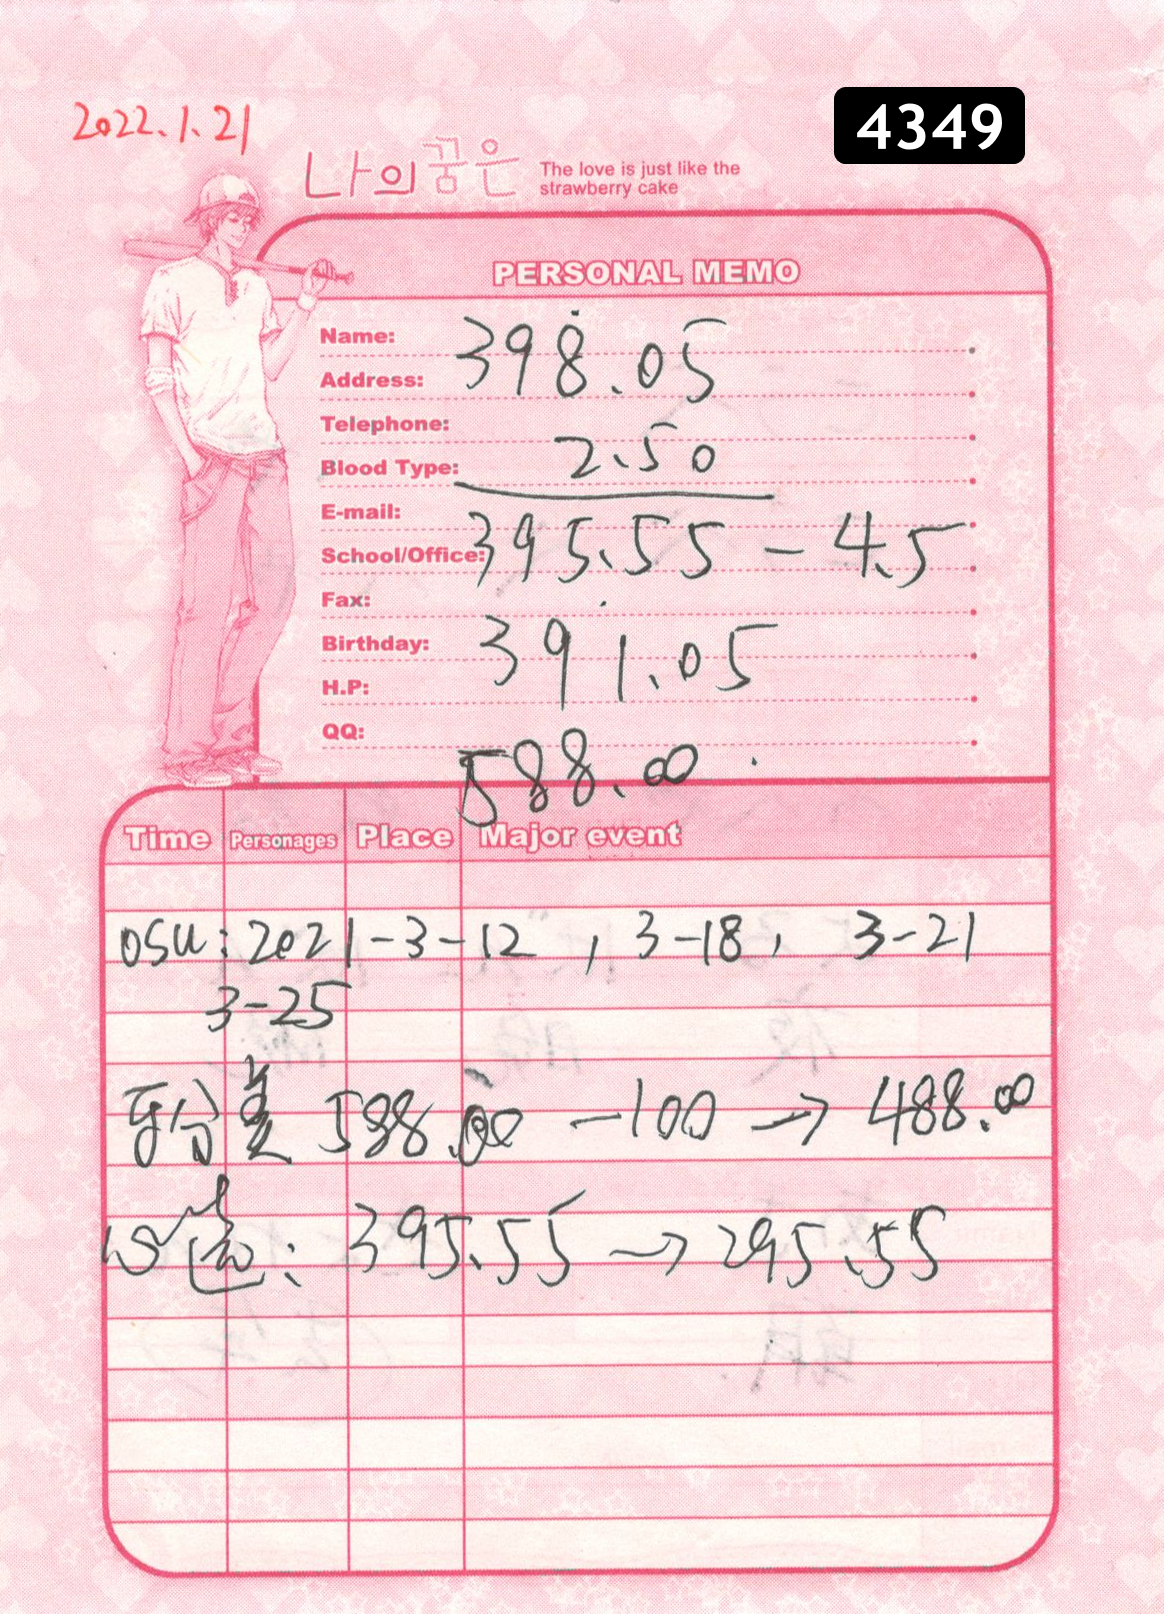 2022.1.21
4349
나의꿈은
The love is just like the
strawberry cake
PERSONAL MEMO
Name:
398.05
Address:
Telephone:
Blood Type:
2.50
E-mail:
School/Office:
395.55 - 4.5
Fax:
Birthday:
391.05
H.P:
QQ:
588.00
Time Personages Place Major event
OSU: 2021-3-12 , 3-18, 3-21
3-25
588.00 -100 → 488.00
: 395.55 → 295.55